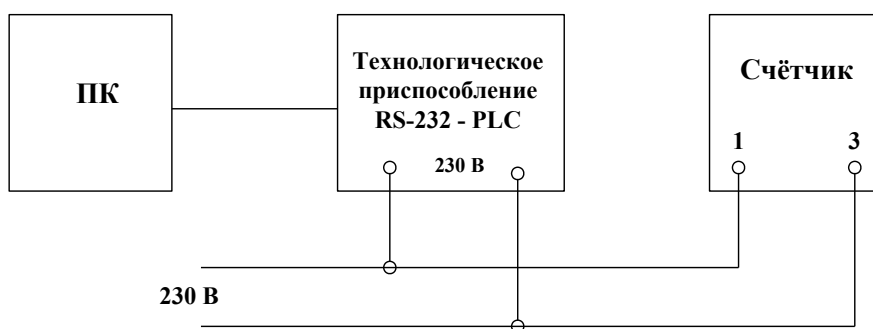 ПК
Технологическое
приспособление
RS-232 - PLC
230 В
Счётчик
1 3
230 В